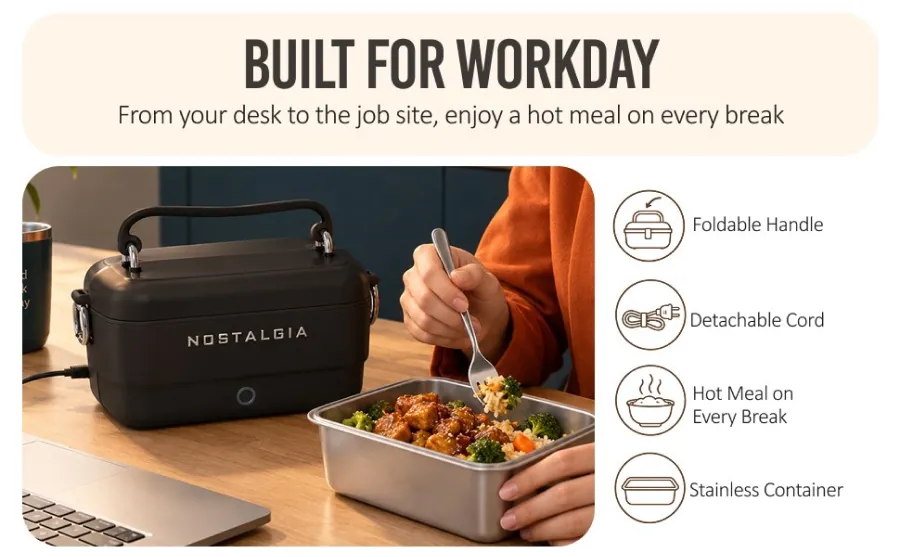 BUILT FOR WORKDAY
From your desk to the job site, enjoy a hot meal on every break
NOSTALGIA
Foldable Handle
Detachable Cord
Hot Meal on
Every Break
Stainless Container